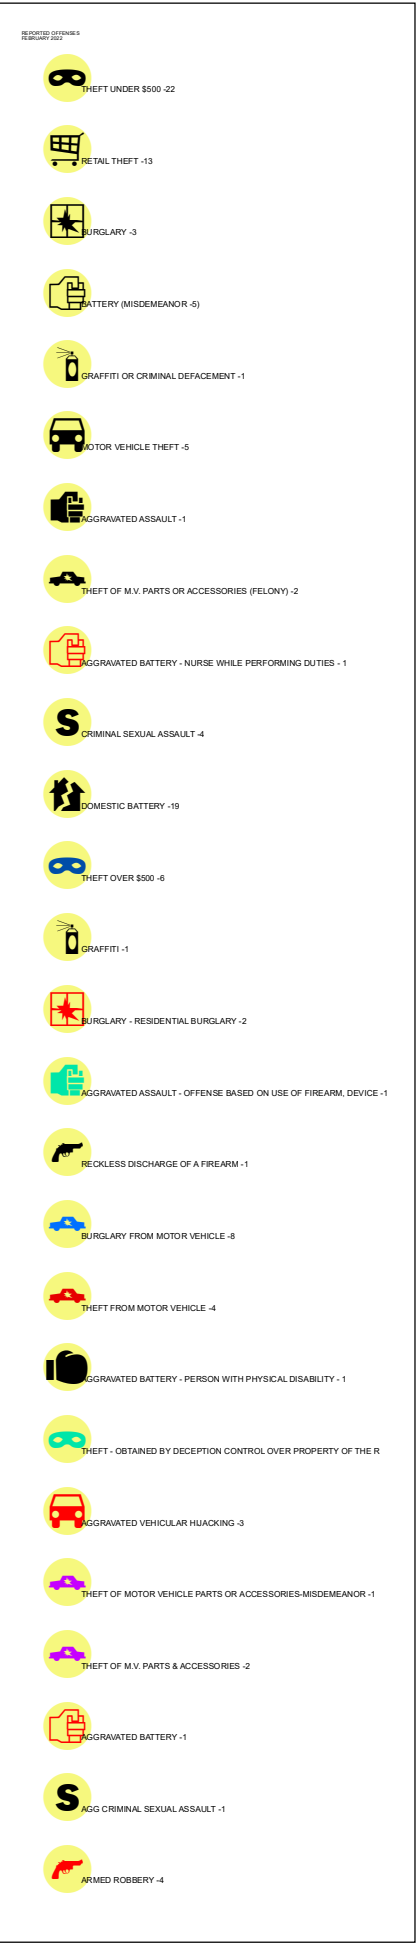 REPORTED OFFENSES
FEBRUARY 2022
THEFT UNDER $500 -22
RETAIL THEFT -13
BURGLARY -3
BATTERY (MISDEMEANOR -5)
GRAFFITI OR CRIMINAL DEFACEMENT -1
MOTOR VEHICLE THEFT -5
AGGRAVATED ASSAULT -1
THEFT OF M.V. PARTS OR ACCESSORIES (FELONY) -2
AGGRAVATED BATTERY - NURSE WHILE PERFORMING DUTIES - 1
S
CRIMINAL SEXUAL ASSAULT -4
DOMESTIC BATTERY -19
THEFT OVER $500 -6
GRAFFITI -1
BURGLARY - RESIDENTIAL BURGLARY -2
AGGRAVATED ASSAULT - OFFENSE BASED ON USE OF FIREARM, DEVICE -1
RECKLESS DISCHARGE OF A FIREARM -1
BURGLARY FROM MOTOR VEHICLE -8
THEFT FROM MOTOR VEHICLE -4
AGGRAVATED BATTERY - PERSON WITH PHYSICAL DISABILITY - 1
THEFT - OBTAINED BY DECEPTION CONTROL OVER PROPERTY OF THE R
AGGRAVATED VEHICULAR HIJACKING -3
THEFT OF MOTOR VEHICLE PARTS OR ACCESSORIES-MISDEMEANOR -1
THEFT OF M.V. PARTS & ACCESSORIES -2
AGGRAVATED BATTERY -1
S
AGG CRIMINAL SEXUAL ASSAULT -1
ARMED ROBBERY -4